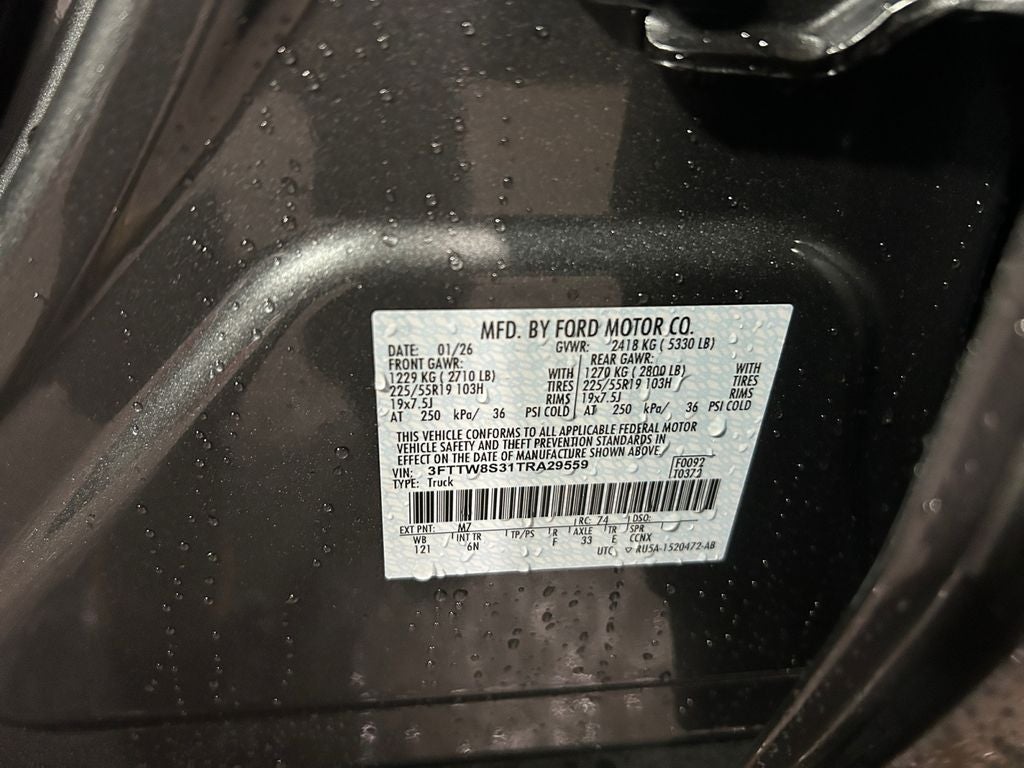 MFD. BY FORD MOTOR CO.
DATE: 01/26 GVWR: 2418 KG ( 5330 LB)
FRONT GAWR: REAR GAWR:
1229 KG ( 2710 LB) WITH 1270 KG ( 2800 LB) WITH
225/55R19 103H TIRES 225/55R19 103H TIRES
19x7.5J RIMS 19x7.5J RIMS
AT 250 kPa/ 36 PSI COLD AT 250 kPa/ 36 PSI COLD
THIS VEHICLE CONFORMS TO ALL APPLICABLE FEDERAL MOTOR
VEHICLE SAFETY AND THEFT PREVENTION STANDARDS IN
EFFECT ON THE DATE OF MANUFACTURE SHOWN ABOVE.
VIN: 3FTTW8S31TRA29559 F0092
TYPE: Truck T0372
EXT PNT: M7 RC: 74 DSO:
WB INT TR TP/PS R AXLE TR SPR
121 6N F 33 E CCNX
UTC ▽ RU5A-1520472-AB